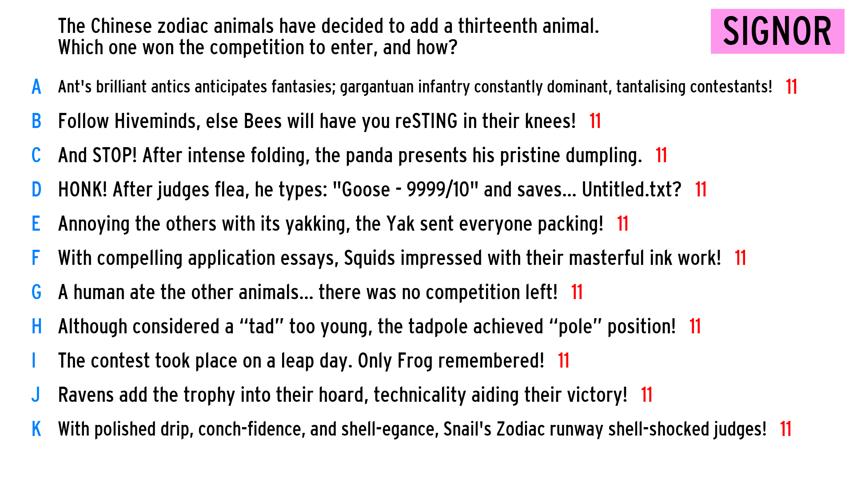 The Chinese zodiac animals have decided to add a thirteenth animal.
Which one won the competition to enter, and how?
SIGNOR
A Ant's brilliant antics anticipates fantasies; gargantuan infantry constantly dominant, tantalising contestants! 11
B Follow Hiveminds, else Bees will have you reSTING in their knees! 11
C And STOP! After intense folding, the panda presents his pristine dumpling. 11
D HONK! After judges flea, he types: "Goose - 9999/10" and saves... Untitled.txt? 11
E Annoying the others with its yakking, the Yak sent everyone packing! 11
F With compelling application essays, Squids impressed with their masterful ink work! 11
G A human ate the other animals... there was no competition left! 11
H Although considered a “tad” too young, the tadpole achieved “pole” position! 11
I The contest took place on a leap day. Only Frog remembered! 11
J Ravens add the trophy into their hoard, technicality aiding their victory! 11
K With polished drip, conch-fidence, and shell-egance, Snail's Zodiac runway shell-shocked judges! 11